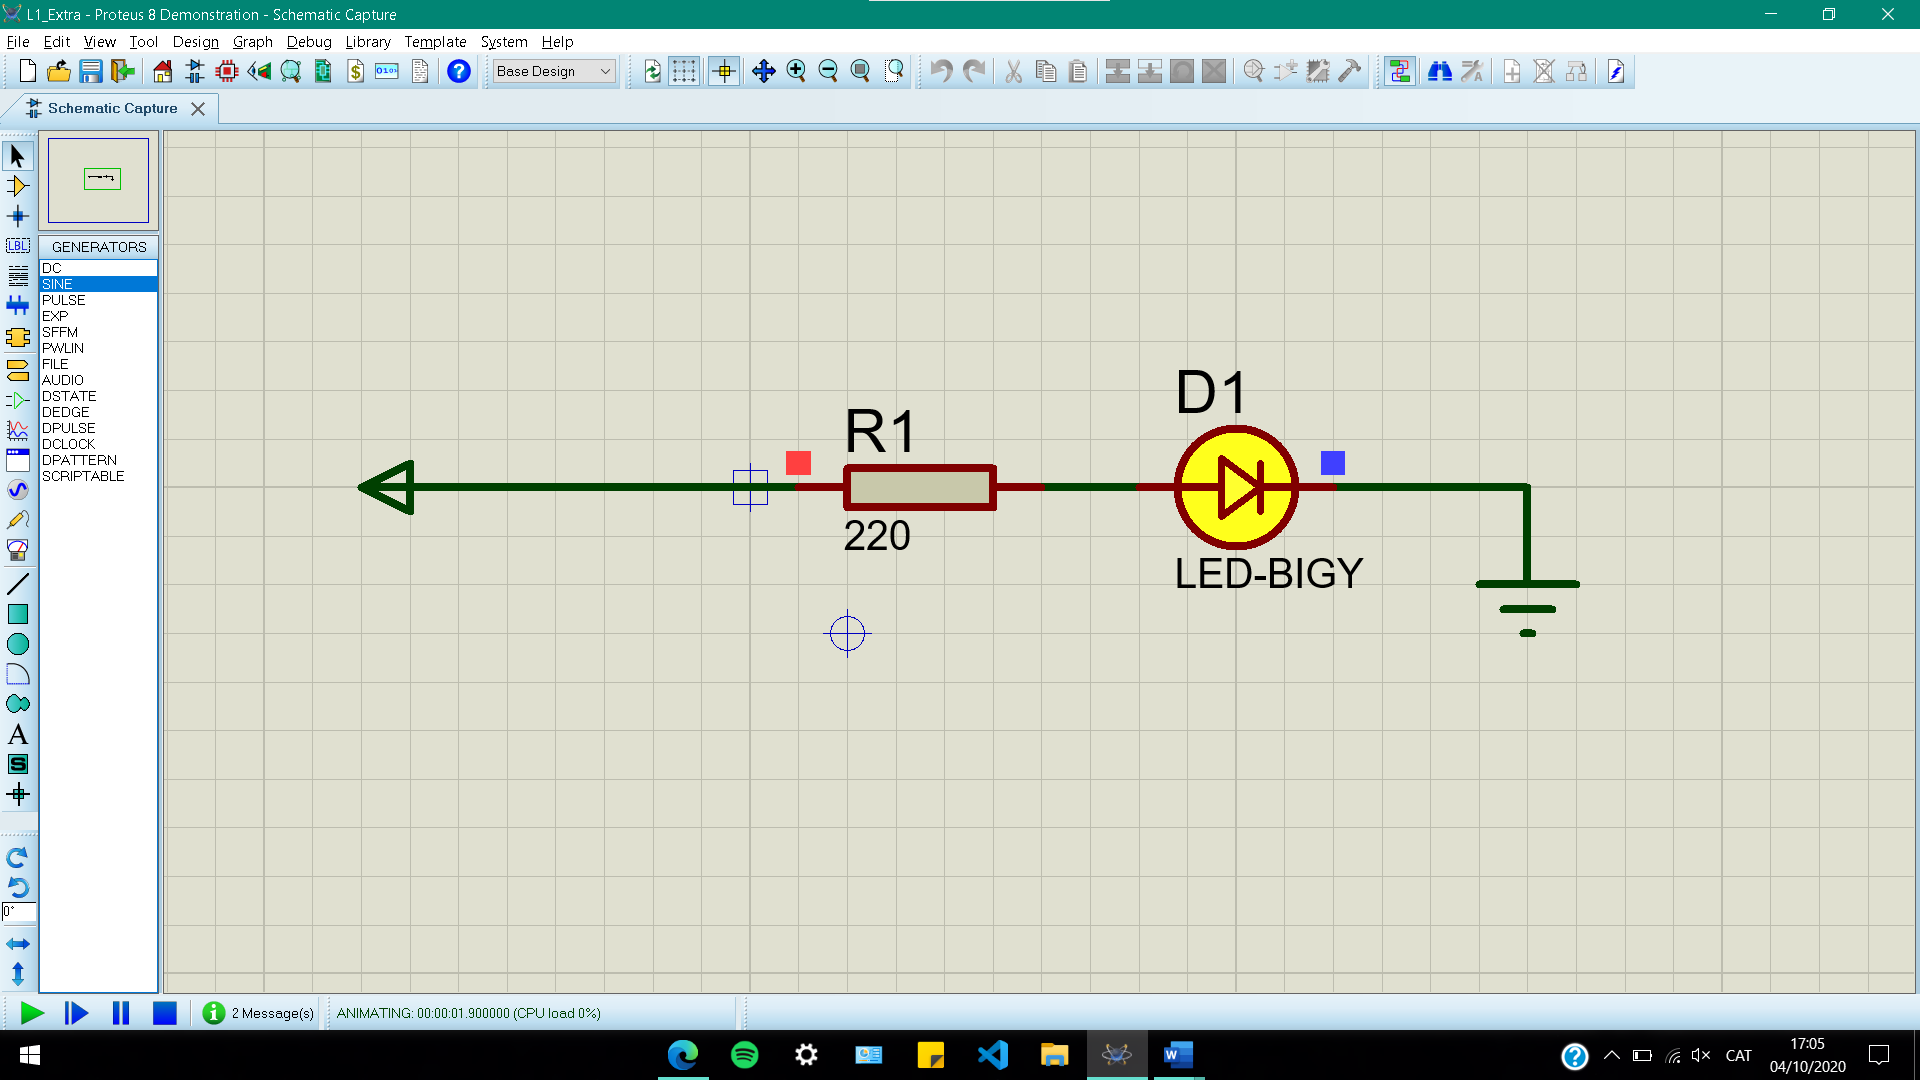 L1_Extra - Proteus 8 Demonstration - Schematic Capture
File Edit View Tool Design Graph Debug Library Template System Help
Base Design
Schematic Capture
LBL
GENERATORS
DC
SINE
PULSE
EXP
SFFM
PWLIN
FILE
AUDIO
DSTATE
DEDGE
DPULSE
DCLOCK
DPATTERN
SCRIPTABLE
A
S
0°
R1
220
D1
LED-BIGY
2 Message(s)
ANIMATING: 00:00:01.900000 (CPU load 0%)
CAT
17:05
04/10/2020